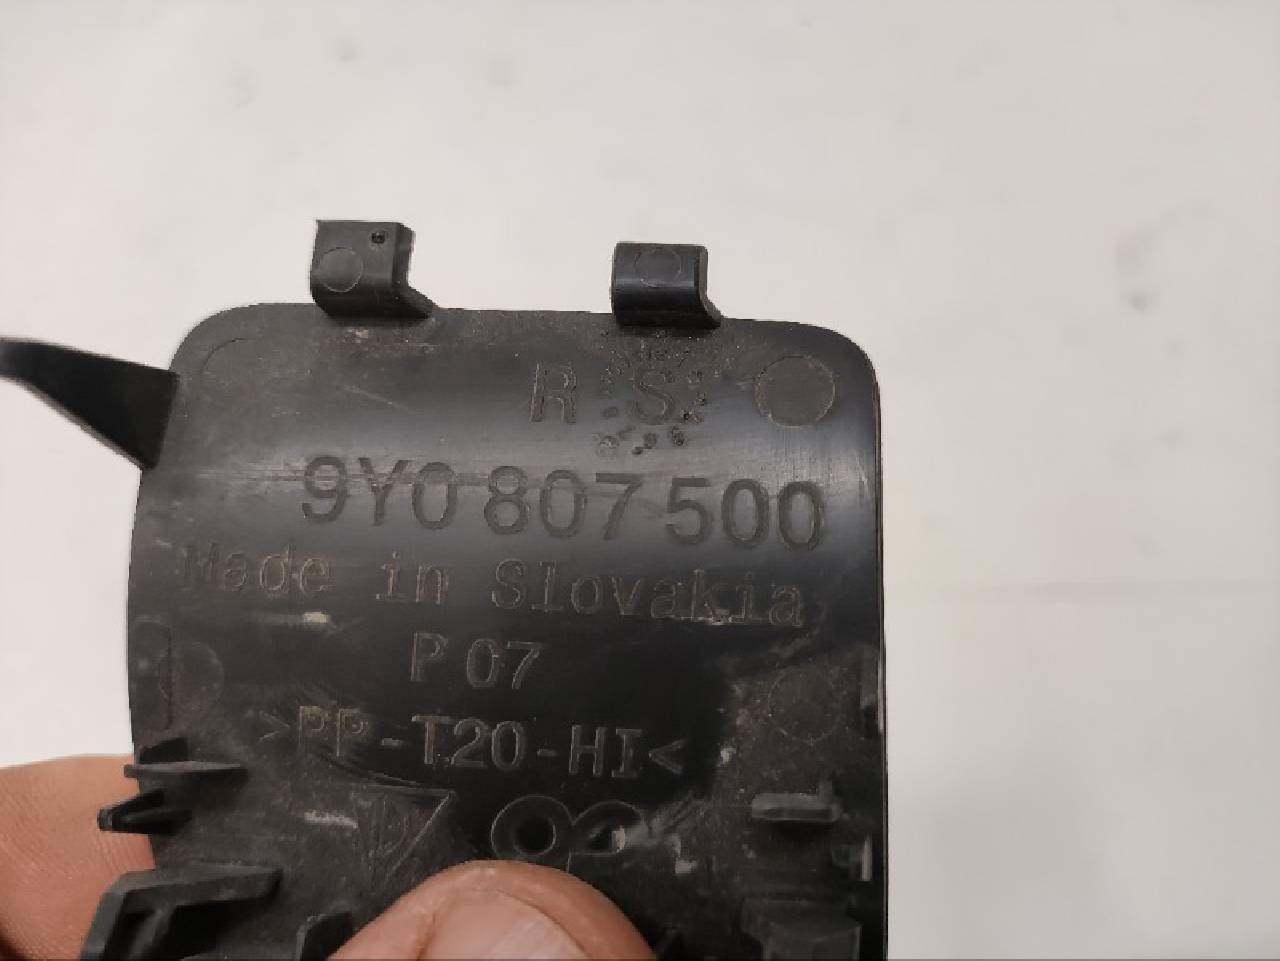 R S
9Y0 807 500
Made in Slovakia
P 07
>PP-T20-HI<